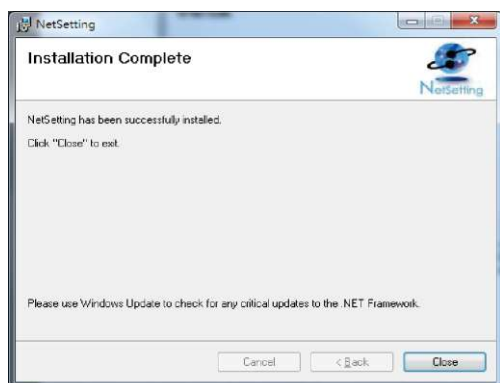 NetSetting
Installation Complete
NetSetting
NetSetting has been successfully installed.
Click "Close" to exit.
Please use Windows Update to check for any critical updates to the .NET Framework.
Cancel
< Back
Close